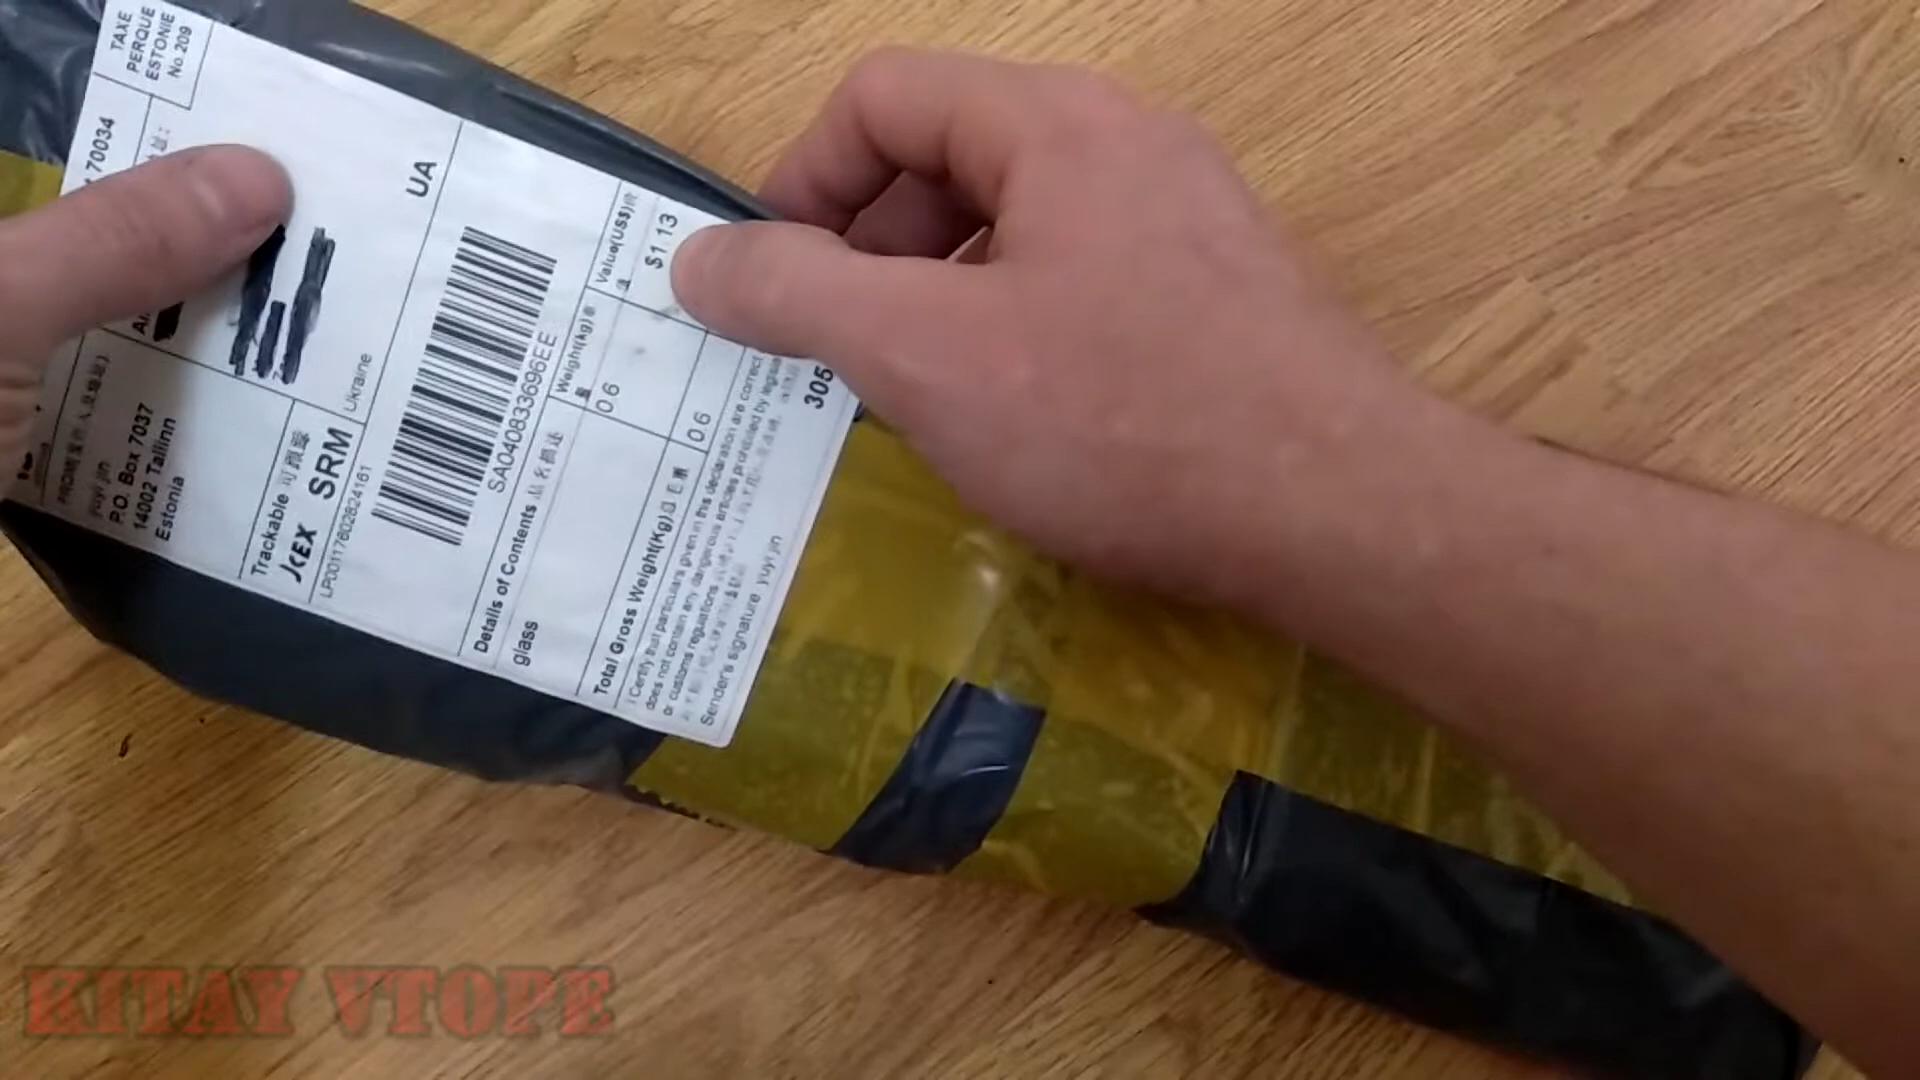 TAXE
PERQUE
ESTONIE
No.209
70034
UA
P.O. Box 7037
14002 Tallinn
Estonia
Ukraine
Trackable
SRM
LP00117602824161
SA040833696EE
Details of Contents
Weight(kg)
Value(US$)
glass
0.6
$1.13
Total Gross Weight(Kg)
0.6
I Certify that particulars given in this declaration are correct
does not contain any dangerous articles prohibited by
or customs regulations
Sender's signature yuyi jin
305
KITAY VTOPE